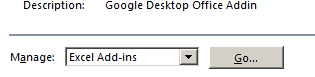 Description: Google Desktop Office Addin
Manage: Excel Add-ins Go...